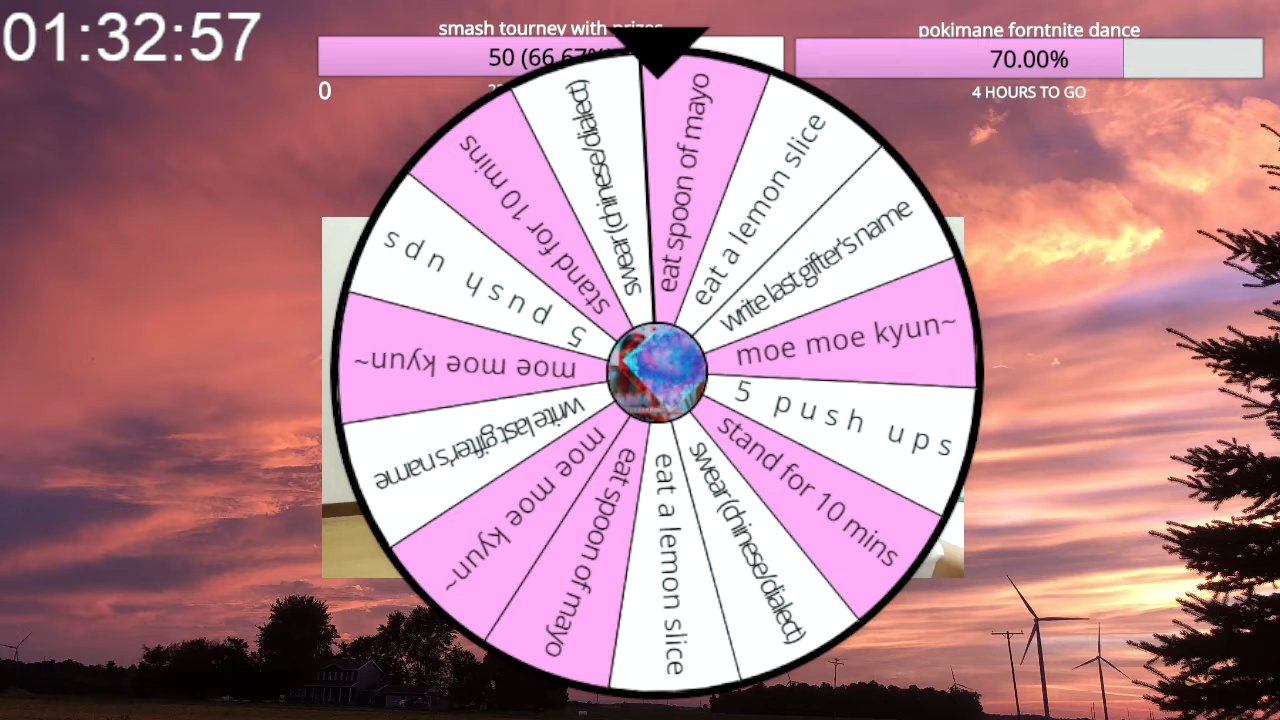 01:32:57
smash tourney with prizes
50 (66.67%)
0
pokimane forntnite dance
70.00%
4 HOURS TO GO
eat spoon of mayo
eat a lemon slice
write last gifter's name
moe moe kyun~
5 push ups
stand for 10 mins
swear (chinese/dialect)
eat a lemon slice
eat spoon of mayo
moe moe kyun~
write last gifter's name
moe moe kyun~
5 push ups
stand for 10 mins
swear (chinese/dialect)